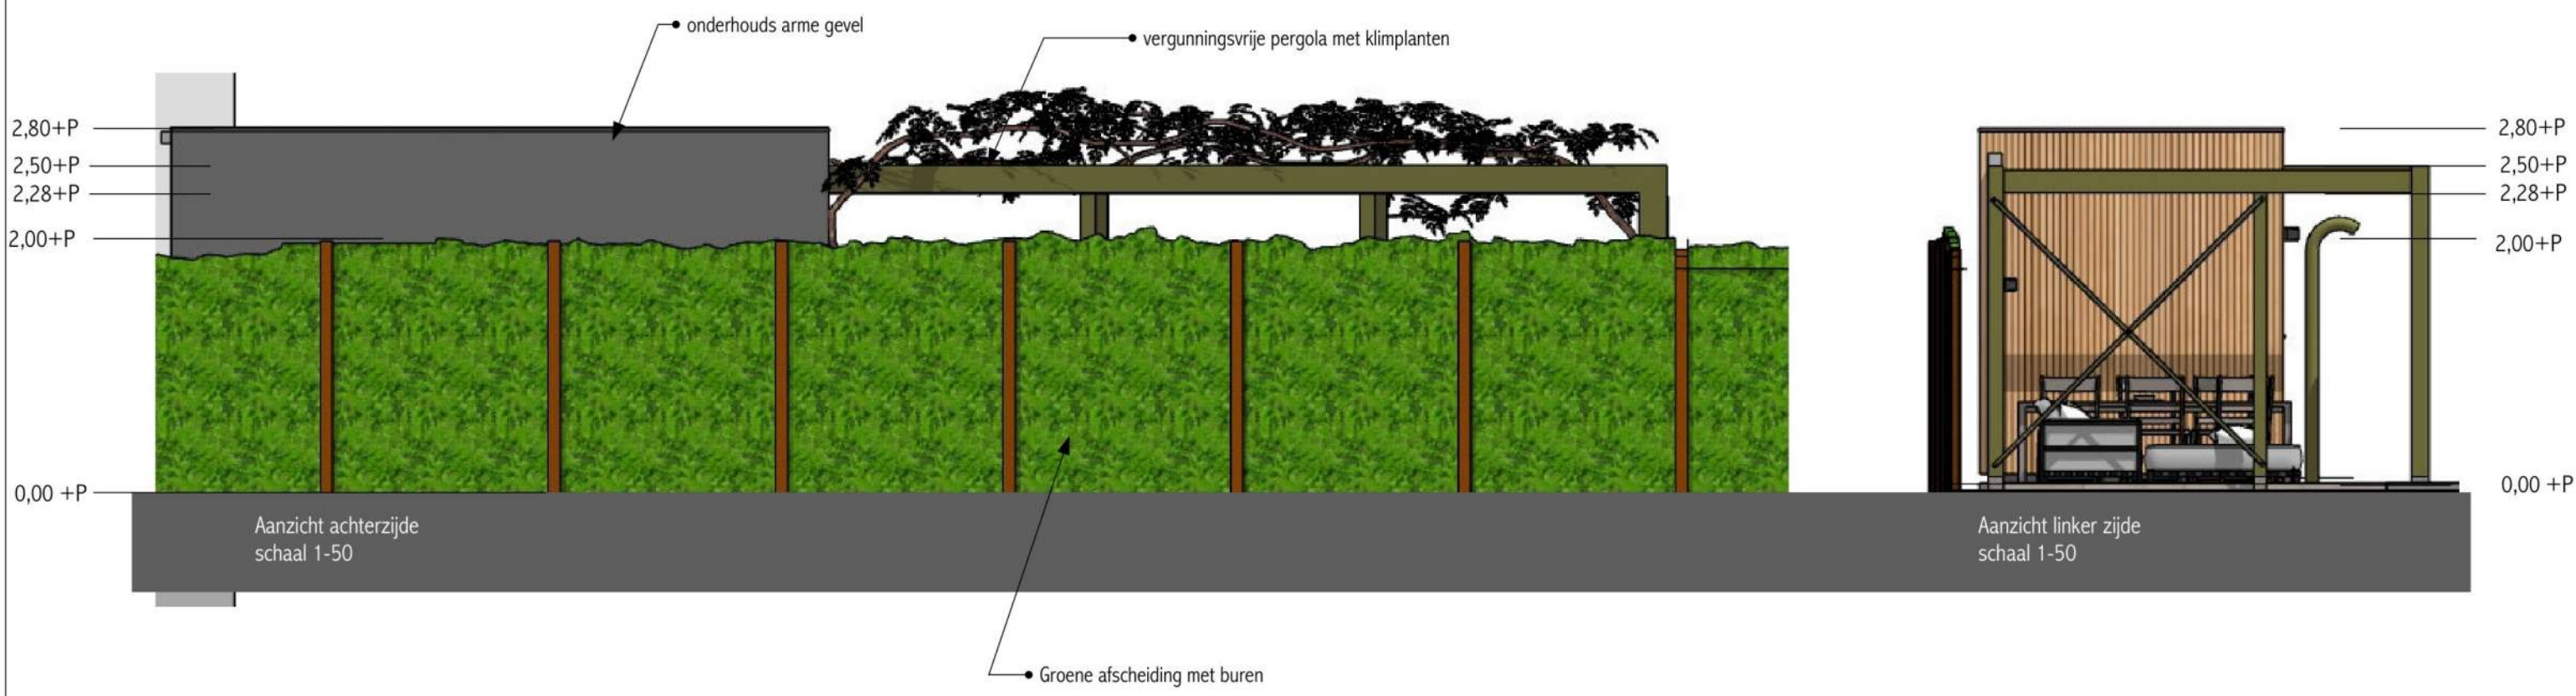 onderhouds arme gevel
vergunningsvrije pergola met klimplanten
2,80+P
2,50+P
2,28+P
2,00+P
0,00 +P
Aanzicht achterzijde
schaal 1-50
Groene afscheiding met buren
2,80+P
2,50+P
2,28+P
2,00+P
0,00 +P
Aanzicht linker zijde
schaal 1-50